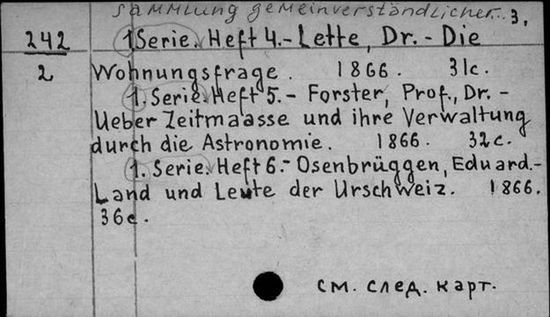 Sammlung gemeinverständlicher... 3.
242 1 Serie. Heft 4.- Lette, Dr. - Die
2 Wohnungsfrage. 1866. 31c.
1. Serie. Heft 5. - Forster, Prof., Dr. -
Ueber Zeitmaasse und ihre Verwaltung
durch die Astronomie. 1866. 32c.
1. Serie. Heft 6.- Osenbrüggen, Eduard.-
Land und Leute der Urschweiz. 1866.
36c.
см. след. карт.